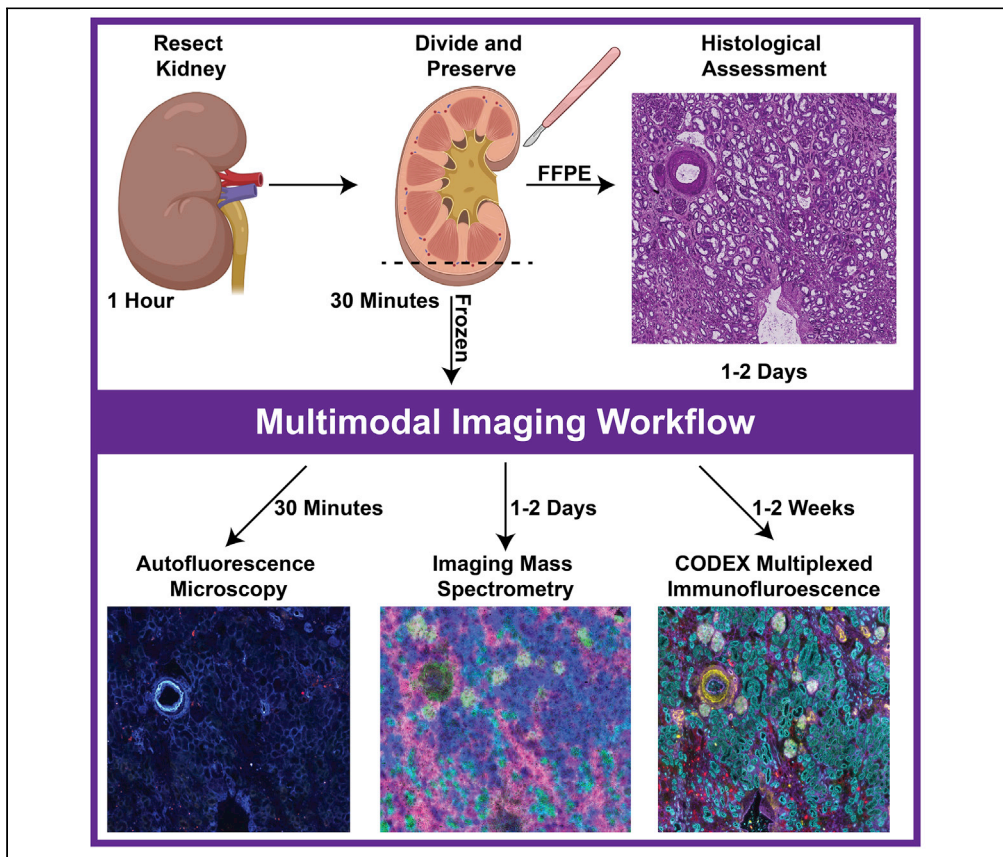 Resect
Kidney
Divide and
Preserve
Histological
Assessment
FFPE
1 Hour
30 Minutes
Frozen
1-2 Days
Multimodal Imaging Workflow
30 Minutes
1-2 Days
1-2 Weeks
Autofluorescence
Microscopy
Imaging Mass
Spectrometry
CODEX Multiplexed
Immunofluroescence